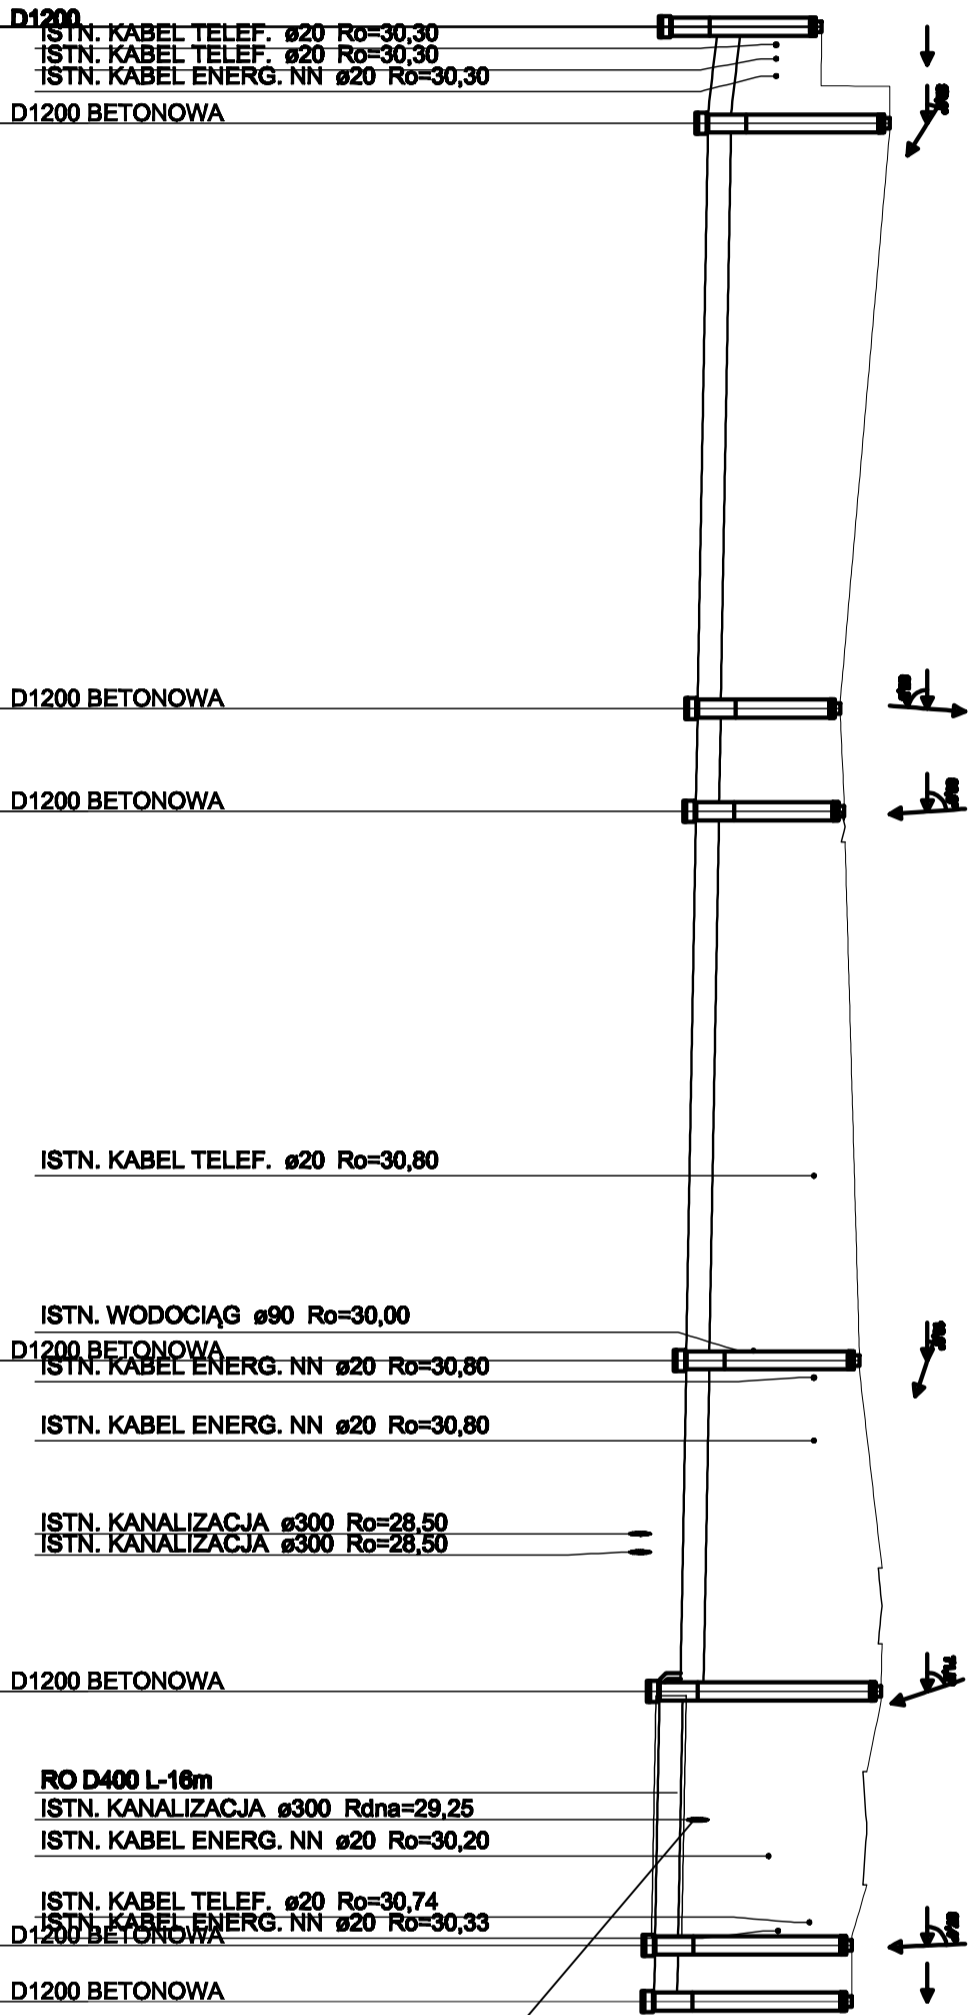 D1200
ISTN. KABEL TELEF. ø20 Ro=30,30
ISTN. KABEL TELEF. ø20 Ro=30,30
ISTN. KABEL ENERG. NN ø20 Ro=30,30
D1200 BETONOWA
D1200 BETONOWA
D1200 BETONOWA
ISTN. KABEL TELEF. ø20 Ro=30,80
ISTN. WODOCIĄG ø90 Ro=30,00
D1200 BETONOWA
ISTN. KABEL ENERG. NN ø20 Ro=30,80
ISTN. KABEL ENERG. NN ø20 Ro=30,80
ISTN. KANALIZACJA ø300 Ro=28,50
ISTN. KANALIZACJA ø300 Ro=28,50
D1200 BETONOWA
RO D400 L-16m
ISTN. KANALIZACJA ø300 Rdna=29,25
ISTN. KABEL ENERG. NN ø20 Ro=30,20
ISTN. KABEL TELEF. ø20 Ro=30,74
ISTN. KABEL ENERG. NN ø20 Ro=30,33
D1200 BETONOWA
D1200 BETONOWA